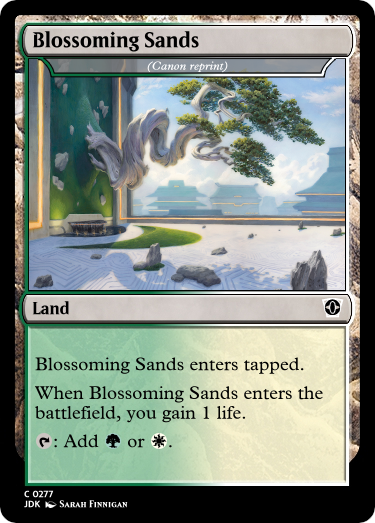 Blossoming Sands
(Canon reprint)
Land
Blossoming Sands enters tapped.
When Blossoming Sands enters the
battlefield, you gain 1 life.
: Add or .
C 0277
JDK Sarah Finnigan